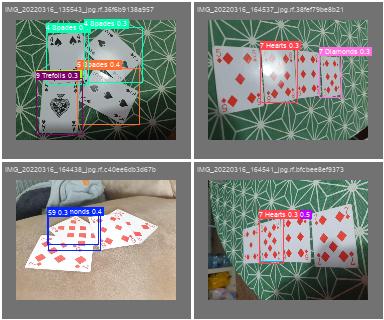 IMG_20220316_135543_jpg.rf.36f6b9138a957
4 Spades 0.3
9 Trefolis 0.3
Spades 0.4
IMG_20220316_164537_jpg.rf.38fef79be8b21
7 Hearts 0.3
7 Diamonds 0.3
IMG_20220316_164438_jpg.rf.c40ee6db3d67b
59 0.3
monds 0.4
IMG_20220316_164541_jpg.rf.bfcbee8ef9373
7 Hearts 0.3
0.5